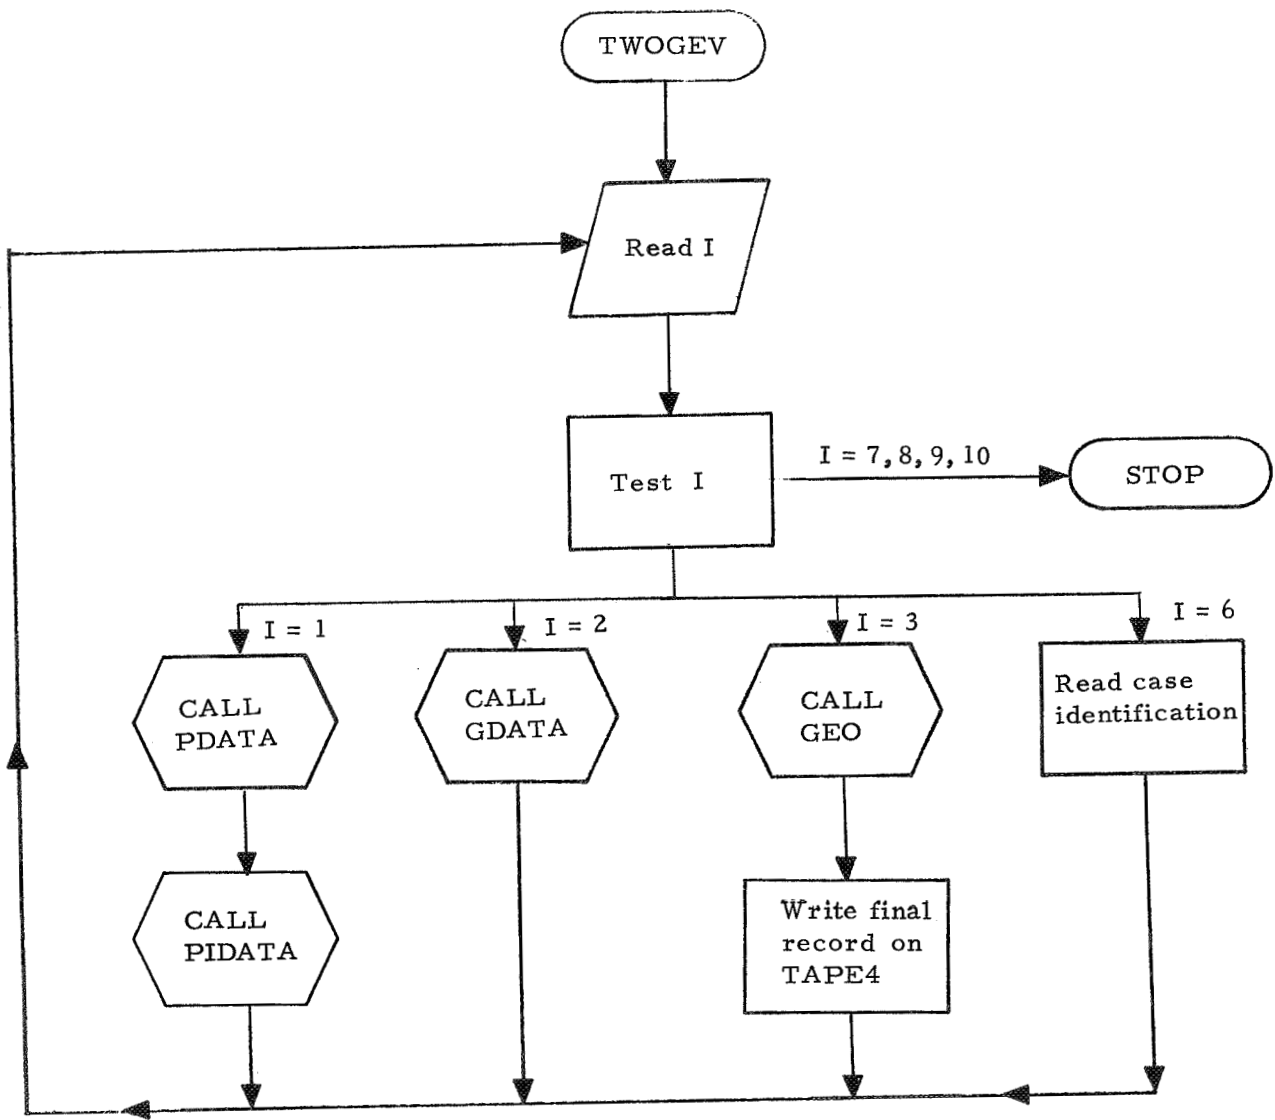 TWOGEV
Read I
Test I
I = 7, 8, 9, 10
STOP
I = 1
I = 2
I = 3
I = 6
CALL
PDATA
CALL
GDATA
CALL
GEO
Read case
identification
CALL
PIDATA
Write final
record on
TAPE4